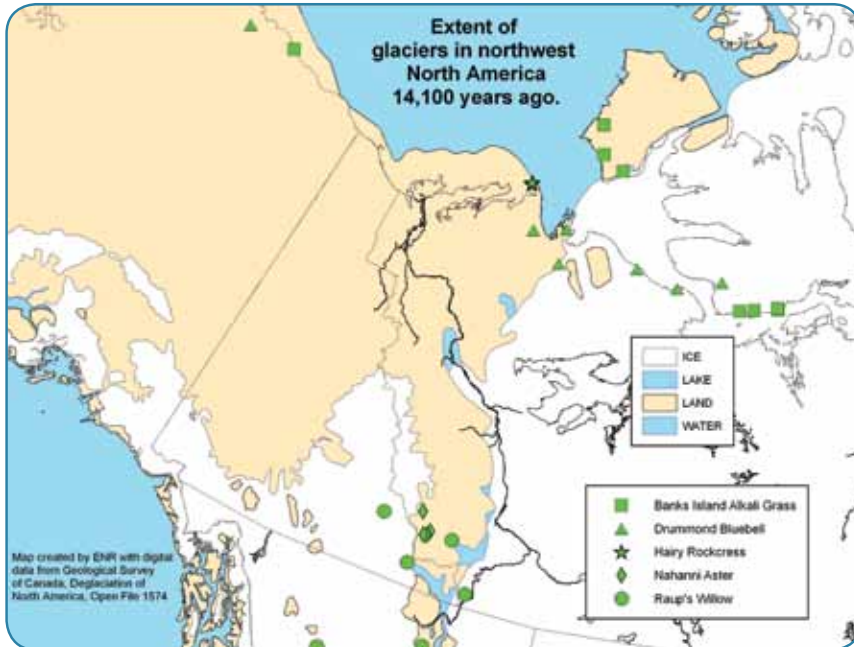 Extent of
glaciers in northwest
North America
14,100 years ago.
ICE
LAKE
LAND
WATER
Banks Island Alkali Grass
Drummond Bluebell
Hairy Rockcress
Nahanni Aster
Raup's Willow
Map created by ENR with digital
data from Geological Survey
of Canada, Deglaciation of
North America, Open File 1574